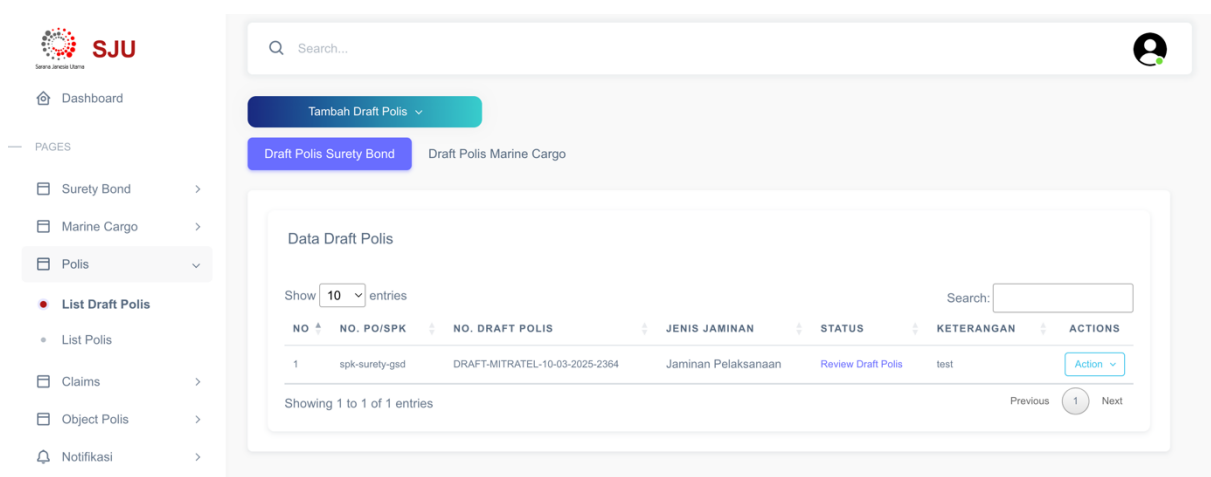 SJU
Sarana Janesia Utama
Search...
Dashboard
Tambah Draft Polis
PAGES
Draft Polis Surety Bond
Draft Polis Marine Cargo
Surety Bond
Marine Cargo
Polis
List Draft Polis
List Polis
Claims
Object Polis
Notifikasi
Data Draft Polis
Show 10 entries
Search:
NO NO. PO/SPK NO. DRAFT POLIS JENIS JAMINAN STATUS KETERANGAN ACTIONS
1 spk-surety-gsd DRAFT-MITRATEL-10-03-2025-2364 Jaminan Pelaksanaan Review Draft Polis test Action
Showing 1 to 1 of 1 entries
Previous 1 Next